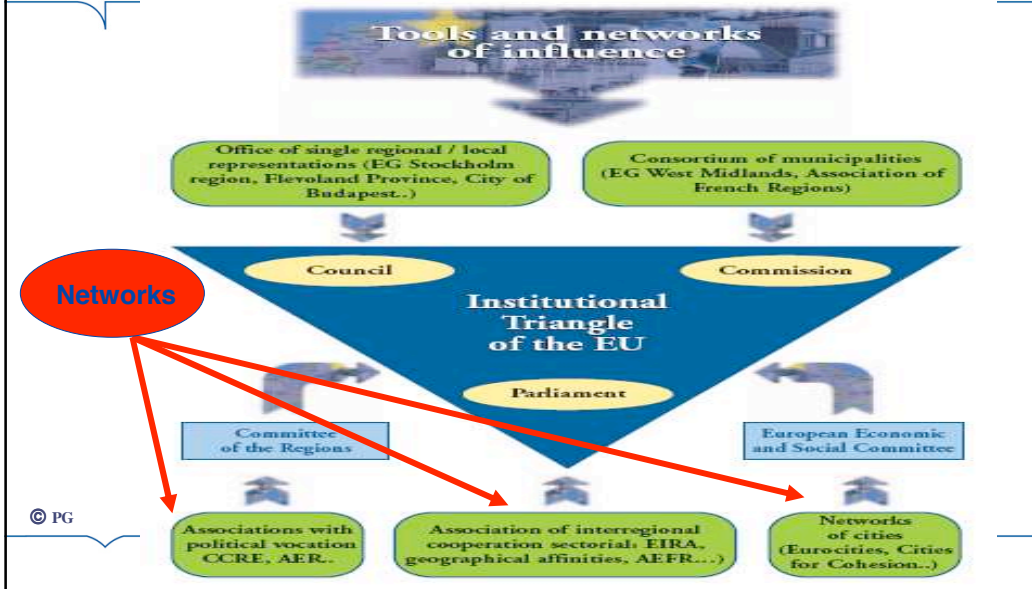 Tools and networks
of influence
Office of single regional / local
representations (EG Stockholm
region, Flevoland Province, City of
Budapest..)
Consortium of municipalities
(EG West Midlands, Association of
French Regions)
Council
Commission
Networks
Institutional
Triangle
of the EU
Parliament
Committee
of the Regions
European Economic
and Social Committee
© PG
Associations with
political vocation
CCRE, AER..
Association of interregional
cooperation sectorial: EIRA,
geographical affinities, AEFR...)
Networks
of cities
(Eurocities, Cities
for Cohesion..)